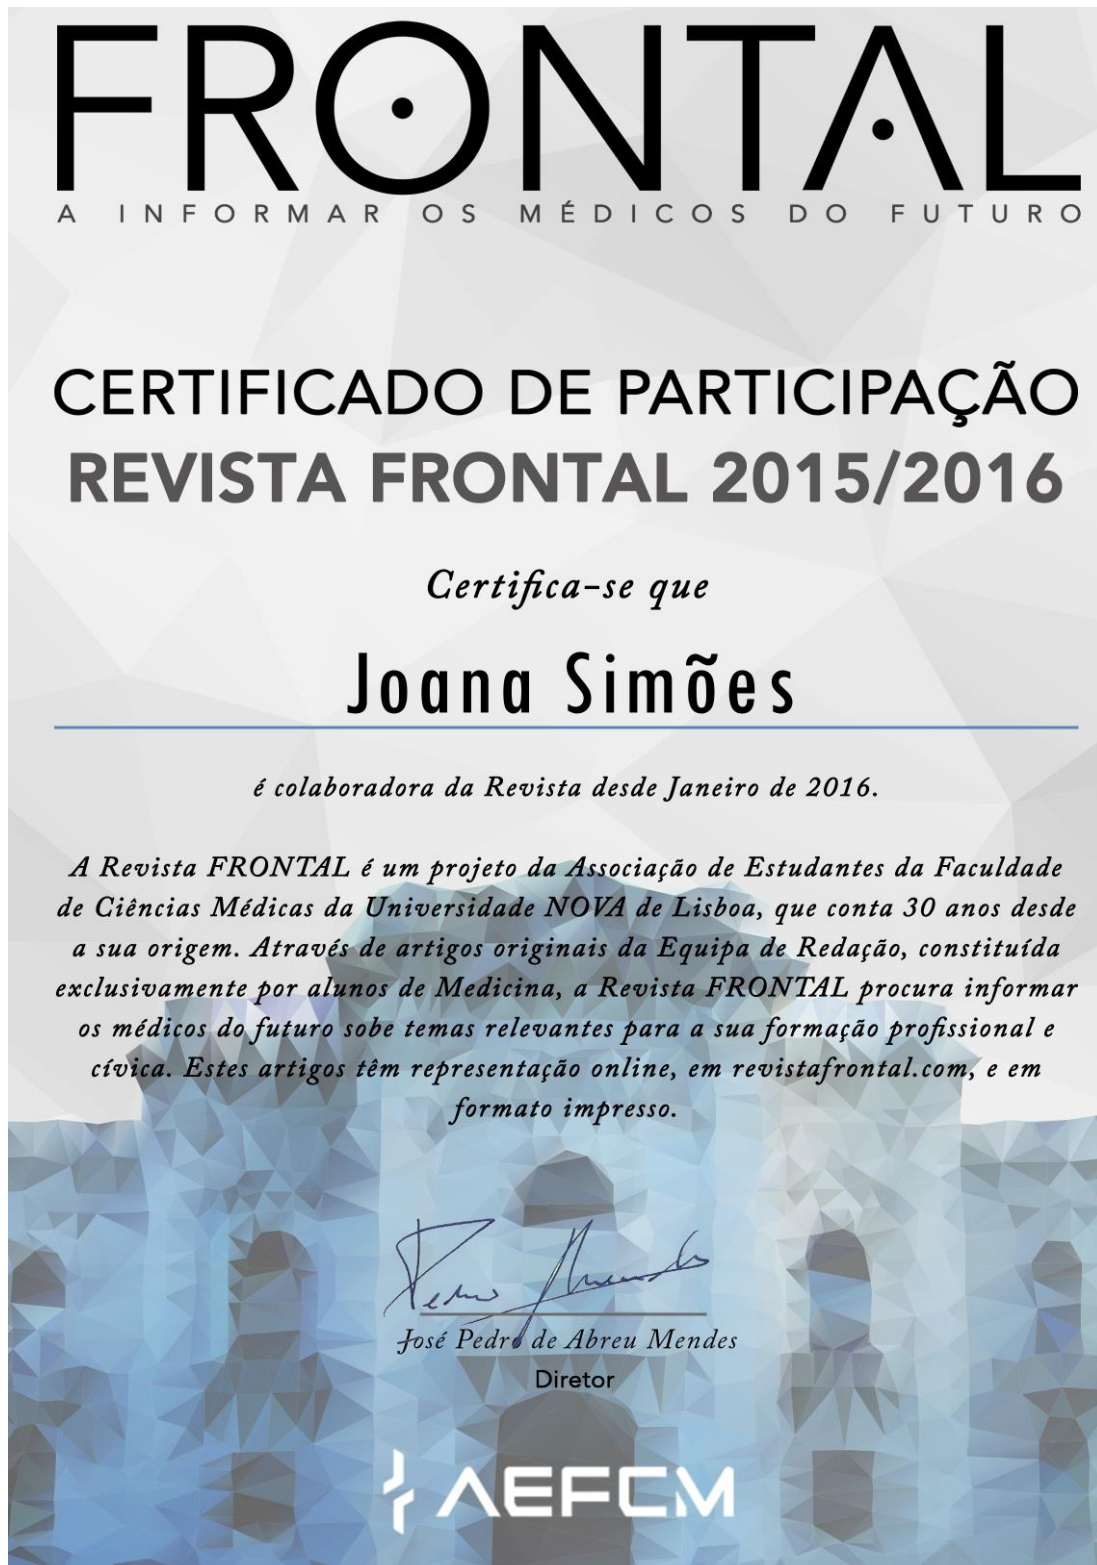 FRONTAL
A INFORMAR OS MÉDICOS DO FUTURO
CERTIFICADO DE PARTICIPAÇÃO
REVISTA FRONTAL 2015/2016
Certifica-se que
Joana Simões
é colaboradora da Revista desde Janeiro de 2016.
A Revista FRONTAL é um projeto da Associação de Estudantes da Faculdade
de Ciências Médicas da Universidade NOVA de Lisboa, que conta 30 anos desde
a sua origem. Através de artigos originais da Equipa de Redação, constituída
exclusivamente por alunos de Medicina, a Revista FRONTAL procura informar
os médicos do futuro sobe temas relevantes para a sua formação profissional e
cívica. Estes artigos têm representação online, em revistafrontal.com, e em
formato impresso.
Pedro Mendes
José Pedro de Abreu Mendes
Diretor
AEFCM